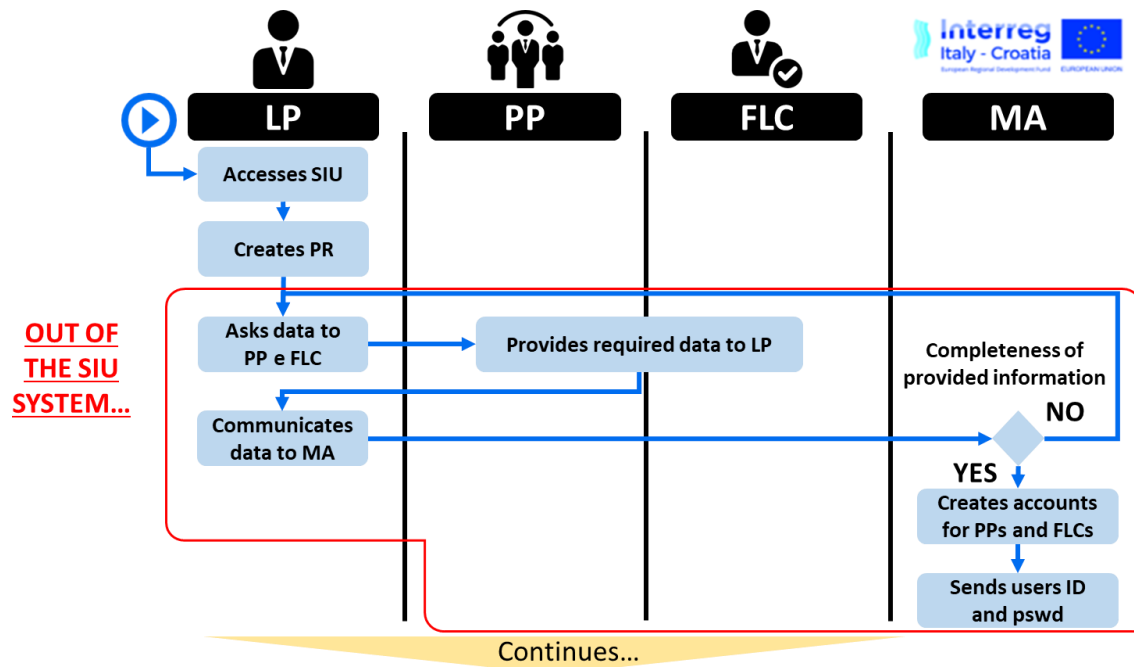 Interreg
Italy - Croatia
European Regional Development Fund
EUROPEAN UNION
LP
PP
FLC
MA
Accesses SIU
Creates PR
OUT OF
THE SIU
SYSTEM...
Asks data to
PP e FLC
Provides required data to LP
Completeness of
provided information
NO
Communicates
data to MA
YES
Creates accounts
for PPs and FLCs
Sends users ID
and pswd
Continues...